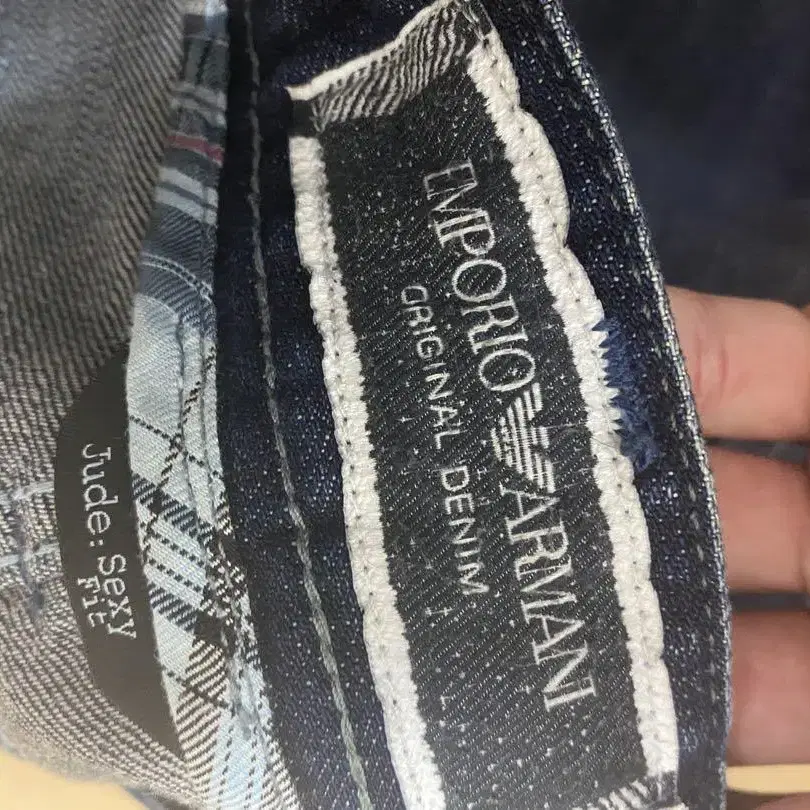 EMPORIO ARMANI
ORIGINAL DENIM
Jude: Sexy
Fit